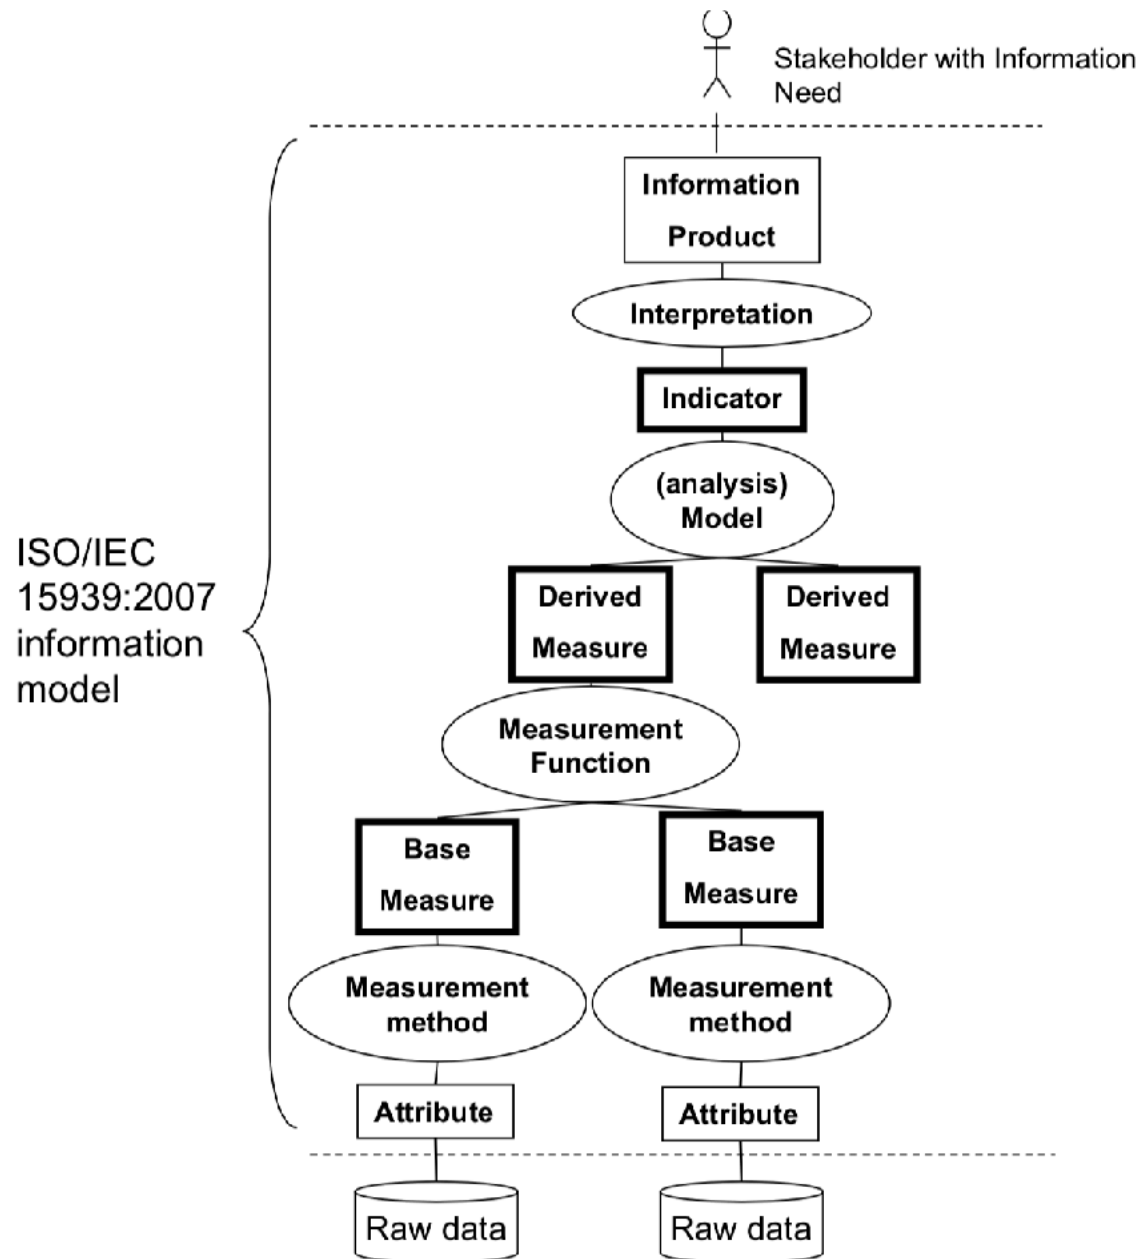 Stakeholder with Information
Need
Information
Product
Interpretation
Indicator
(analysis)
Model
ISO/IEC
15939:2007
information
model
Derived
Measure
Derived
Measure
Measurement
Function
Base
Measure
Base
Measure
Measurement
method
Measurement
method
Attribute
Attribute
Raw data
Raw data